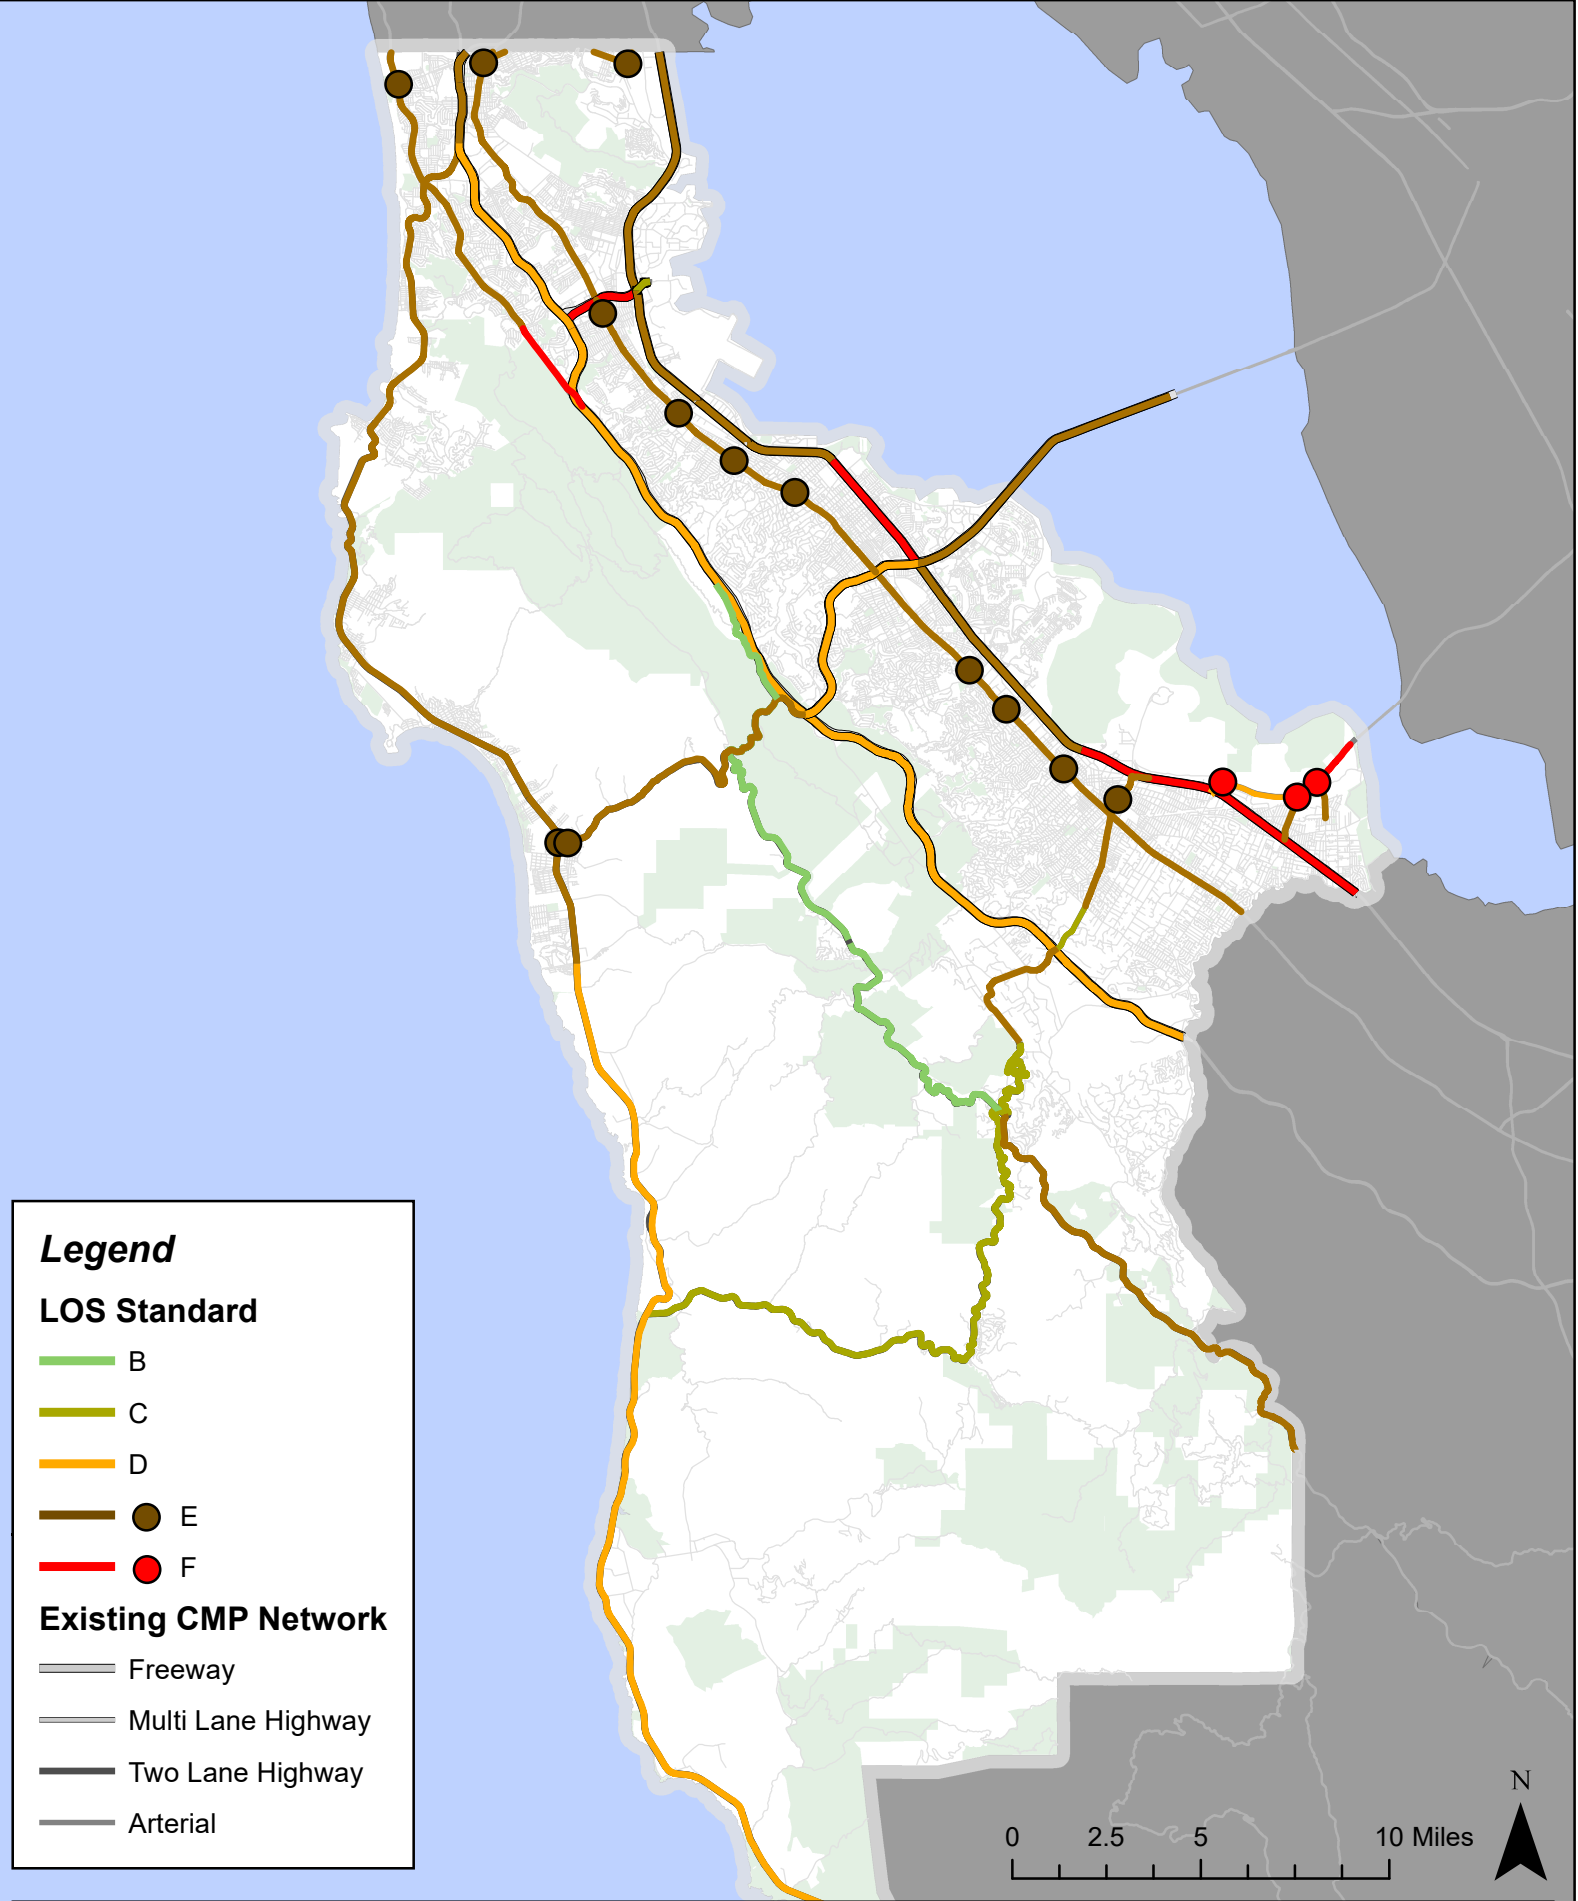 Legend
LOS Standard
B
C
D
E
F
Existing CMP Network
Freeway
Multi Lane Highway
Two Lane Highway
Arterial
N
0 2.5 5 10 Miles